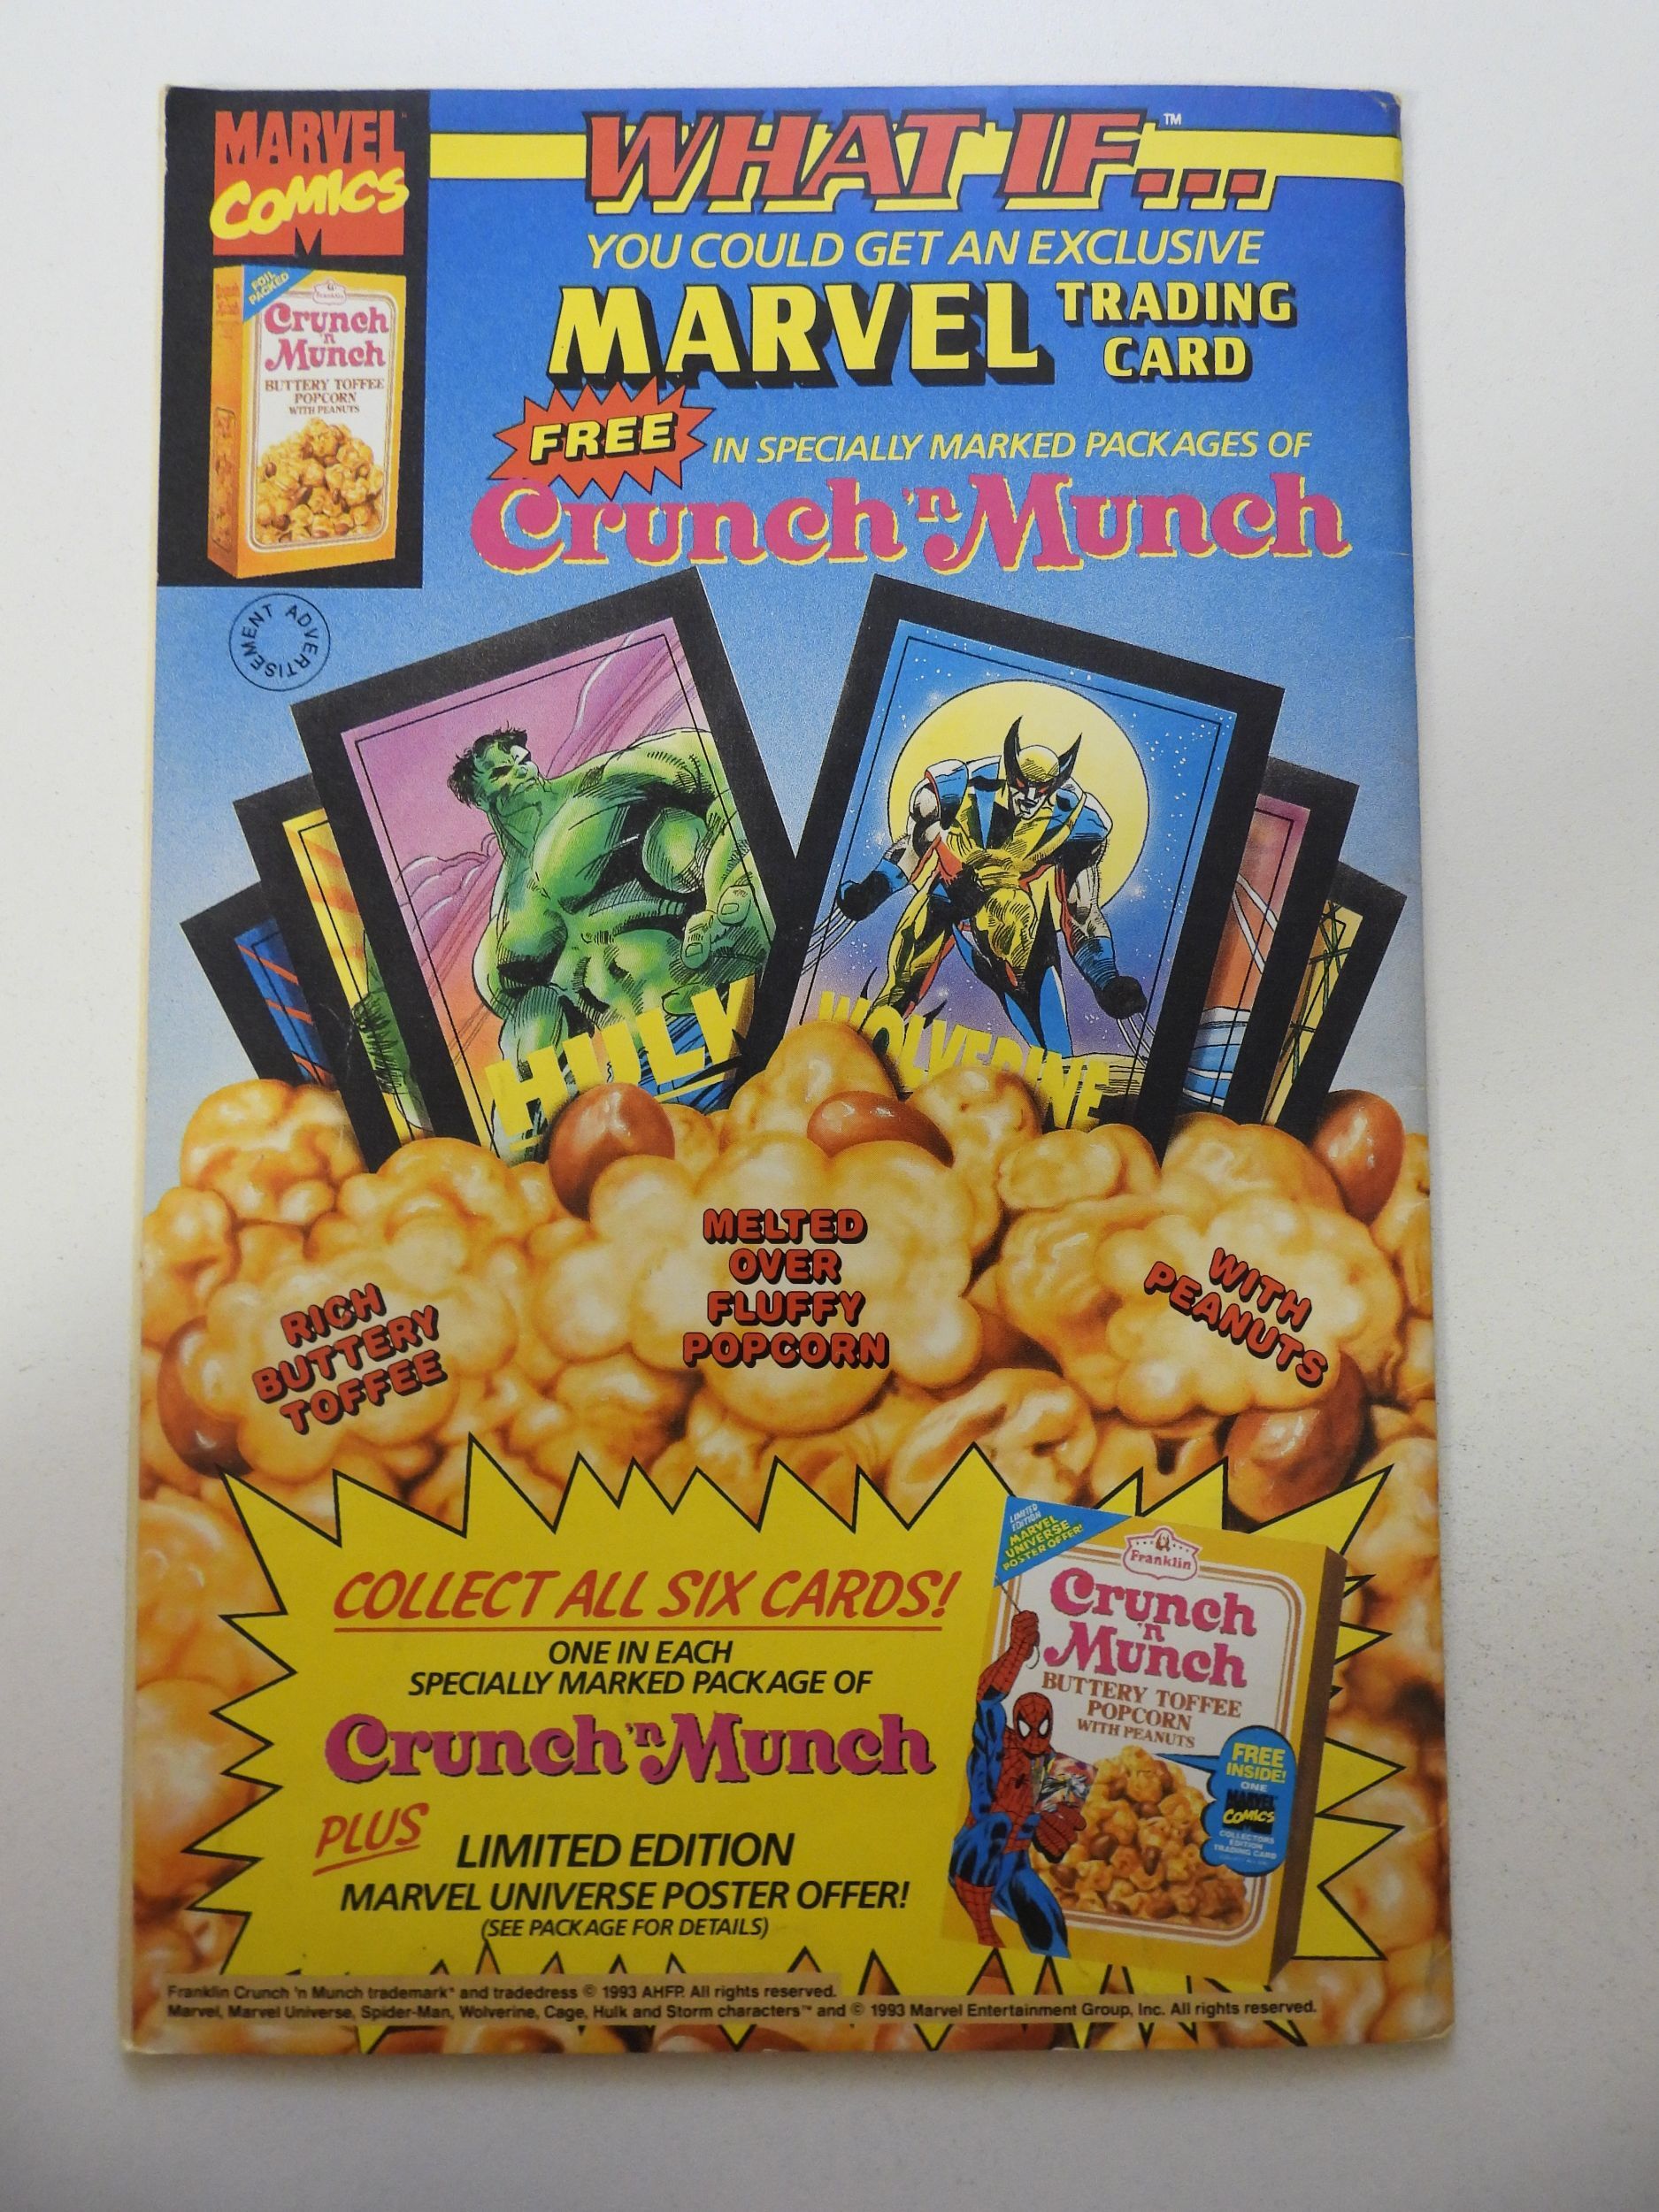 MARVEL
COMICS
WHAT IF...™
YOU COULD GET AN EXCLUSIVE
MARVEL TRADING
CARD
FREE IN SPECIALLY MARKED PACKAGES OF
Crunch 'n Munch
FOIL
PACKED
Franklin
Crunch
'n
Munch
BUTTERY TOFFEE
POPCORN
WITH PEANUTS
ADVERTISEMENT
HULK
WOLVERINE
RICH
BUTTERY
TOFFEE
MELTED
OVER
FLUFFY
POPCORN
WITH
PEANUTS
COLLECT ALL SIX CARDS!
ONE IN EACH
SPECIALLY MARKED PACKAGE OF
Crunch 'n Munch
PLUS LIMITED EDITION
MARVEL UNIVERSE POSTER OFFER!
(SEE PACKAGE FOR DETAILS)
LIMITED
EDITION
MARVEL
UNIVERSE
POSTER OFFER!
Franklin
Crunch
'n
Munch
BUTTERY TOFFEE
POPCORN
WITH PEANUTS
FREE
INSIDE!
ONE
MARVEL
COMICS
COLLECTORS
EDITION
TRADING CARD
Franklin Crunch 'n Munch trademark® and tradedress © 1993 AHFP. All rights reserved.
Marvel, Marvel Universe, Spider-Man, Wolverine, Cage, Hulk and Storm characters™ and © 1993 Marvel Entertainment Group, Inc. All rights reserved.